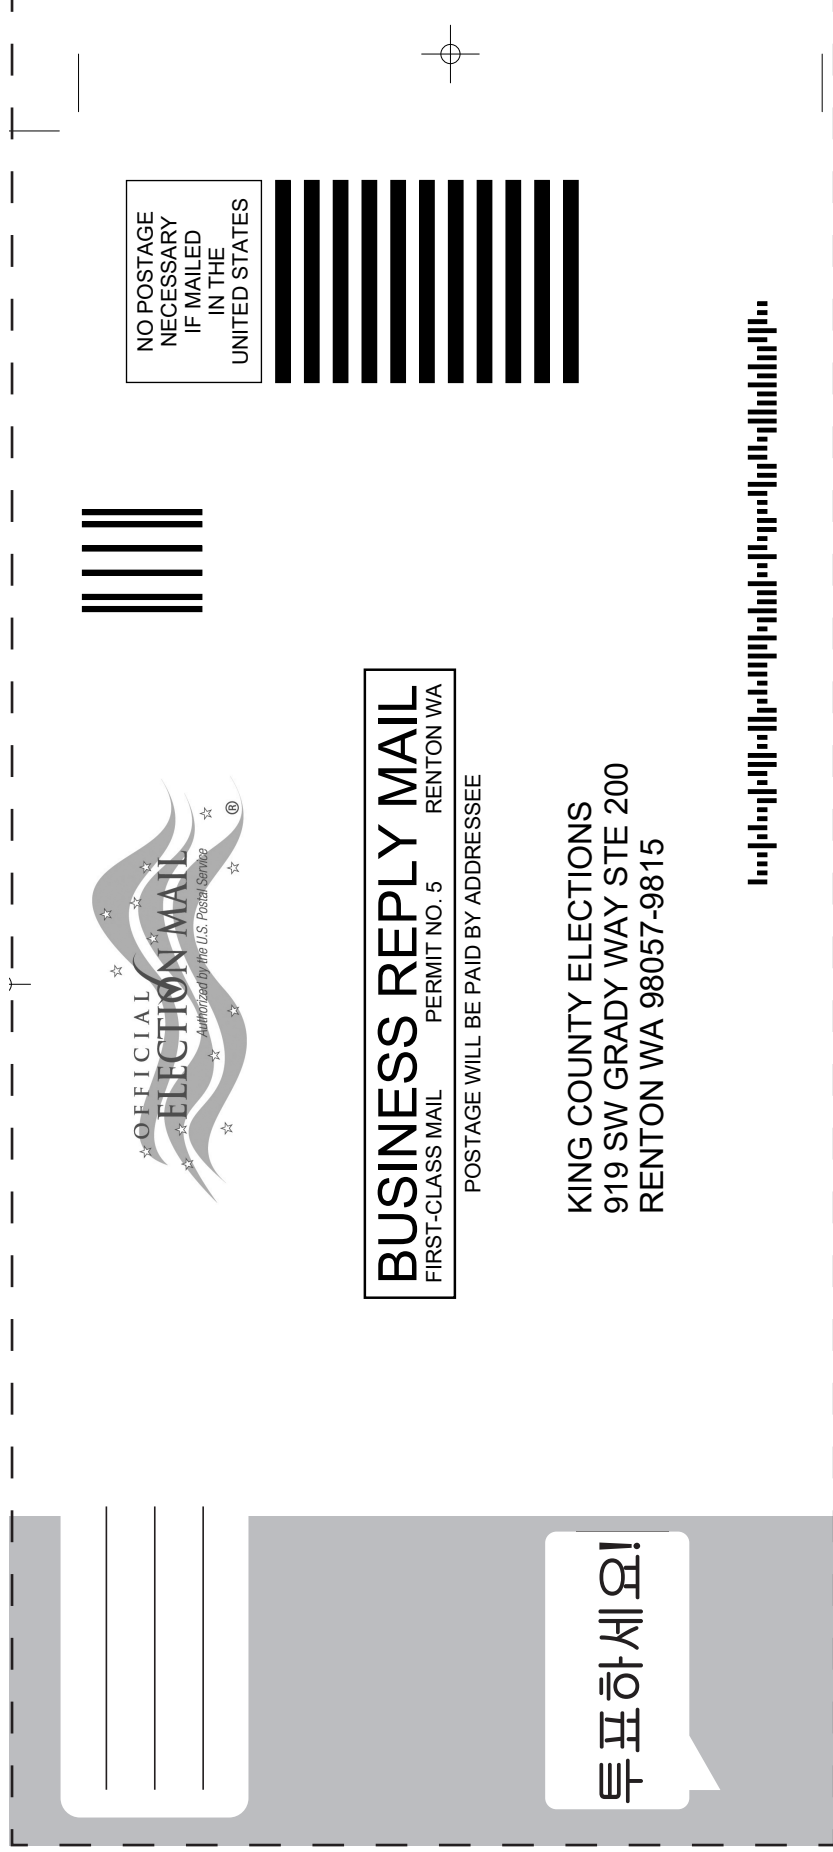 NO POSTAGE
NECESSARY
IF MAILED
IN THE
UNITED STATES
OFFICIAL
ELECTION MAIL
Authorized by the U.S. Postal Service
®
BUSINESS REPLY MAIL
FIRST-CLASS MAIL PERMIT NO. 5 RENTON WA
POSTAGE WILL BE PAID BY ADDRESSEE
KING COUNTY ELECTIONS
919 SW GRADY WAY STE 200
RENTON WA 98057-9815
투표하세요!